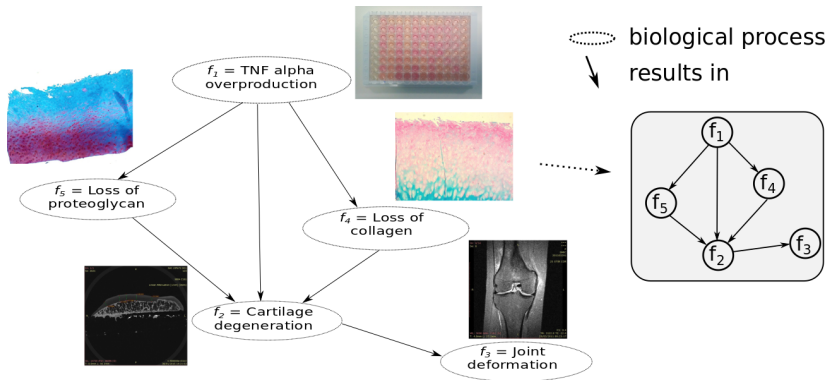 f₁ = TNF alpha
overproduction
biological process
results in
f₅ = Loss of
proteoglycan
f₄ = Loss of
collagen
f₂ = Cartilage
degeneration
f₃ = Joint
deformation
f₁
f₄
f₅
f₃
f₂